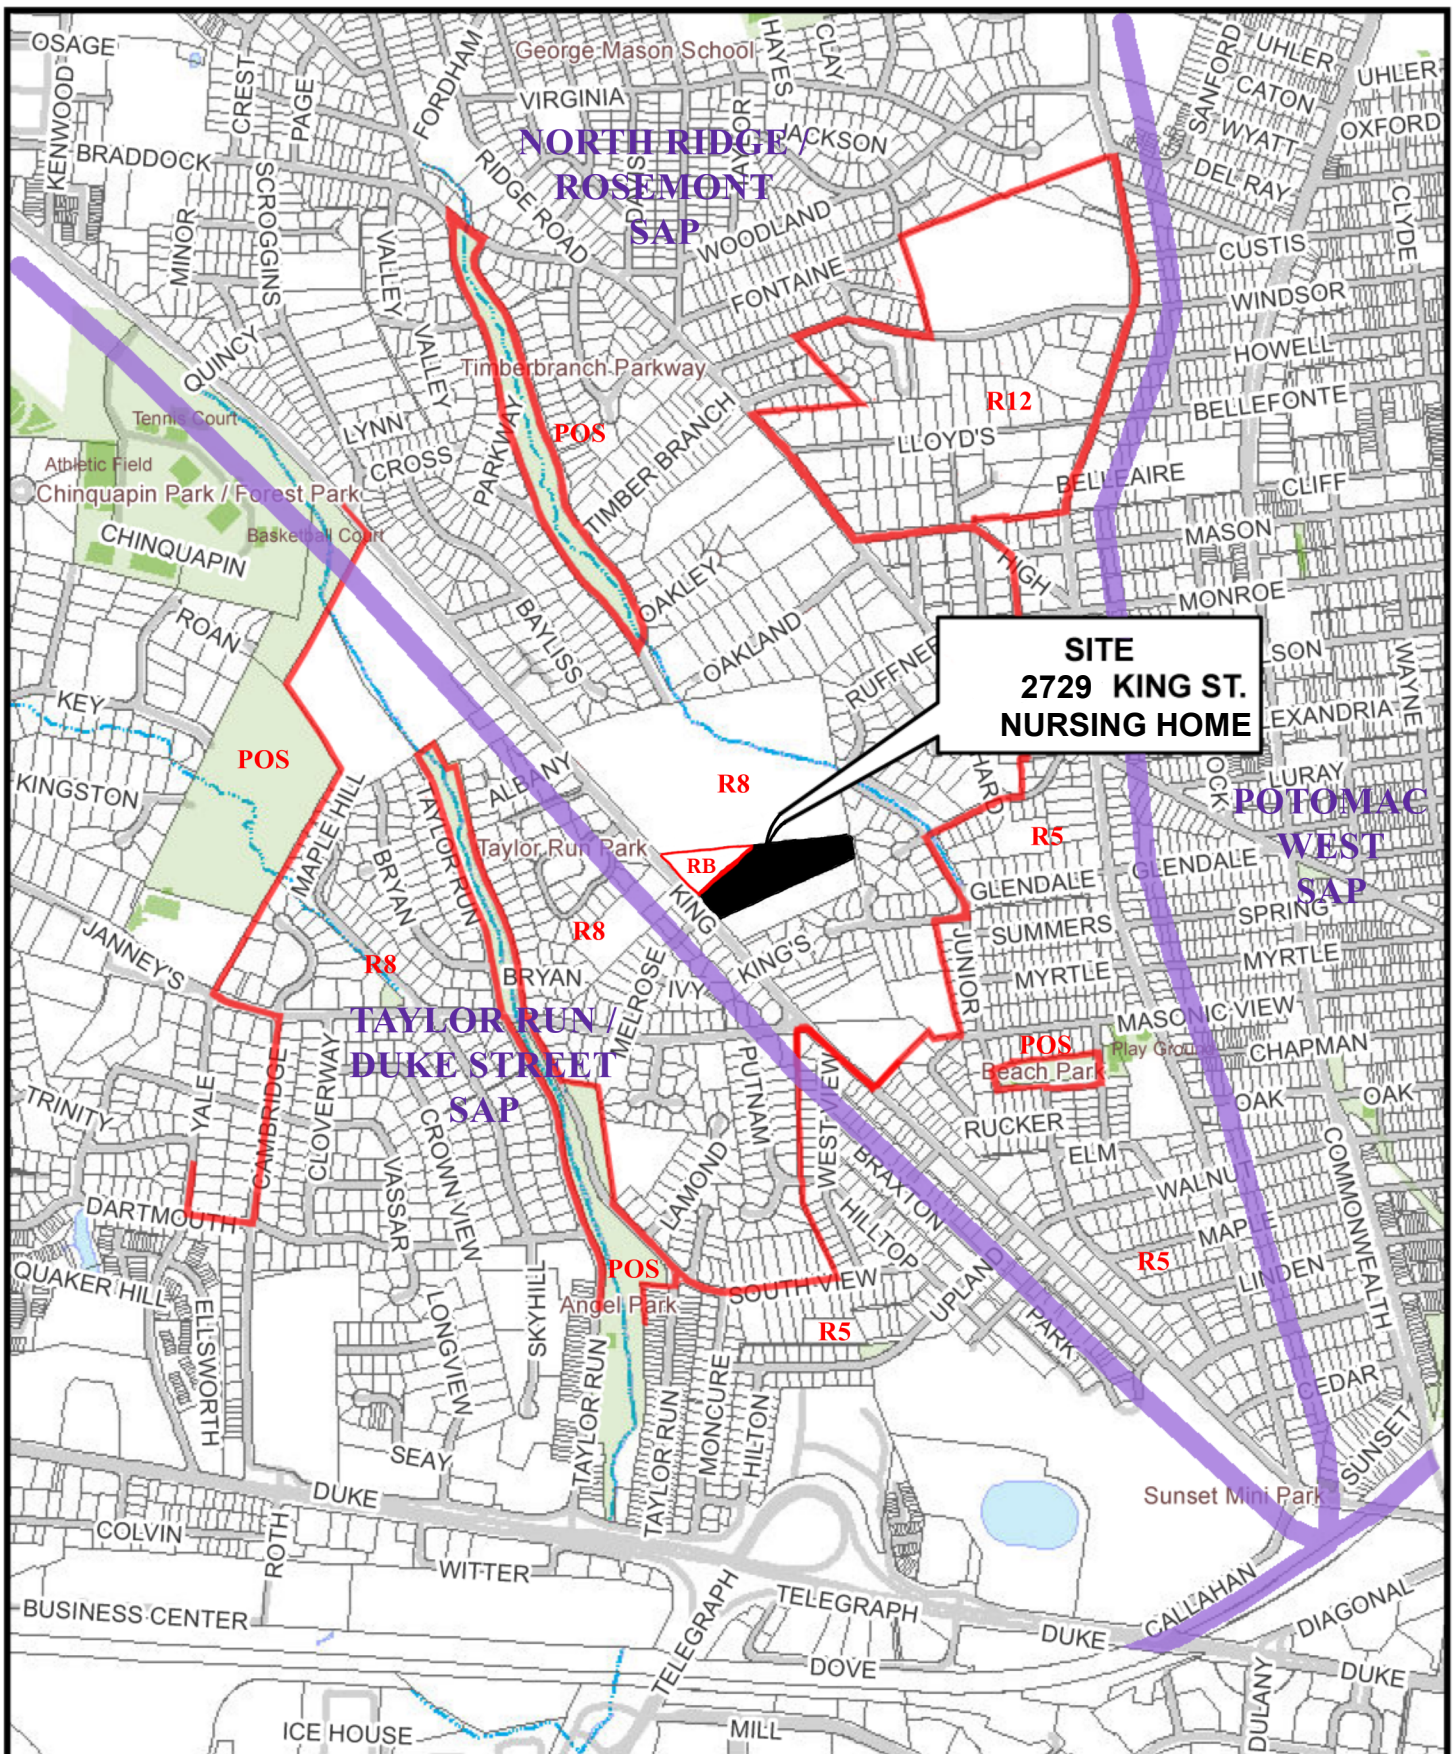 OSAGE
KENWOOD
CREST
PAGE
FORDHAM
George Mason School
HAYES
CLAY
SANFORD
UHLER
UHLER
CATON
WYATT
OXFORD
DEL RAY
VIRGINIA
JACKSON
BRADDOCK
SCROGGINS
MINOR
RIDGE ROAD
NORTH RIDGE /
ROSEMONT
SAP
WOODLAND
FONTAINE
CUSTIS
CLYDE
WINDSOR
HOWELL
BELLEFONTE
VALLEY
VALLEY
QUINCY
Tennis Court
LYNN
CROSS
PARKWAY
Timberbranch Parkway
POS
TIMBER BRANCH
R12
LLOYD'S
BELLEAIRE
CLIFF
MASON
Athletic Field
Chinquapin Park / Forest Park
CHINQUAPIN
Basketball Court
HIGH
MONROE
ROAN
BAYLISS
OAKLEY
OAKLAND
RUFFNER
SITE
2729 KING ST.
NURSING HOME
SON
WAYNE
EXANDRIA
KEY
KINGSTON
POS
MAPLE HILL
TAYLOR RUN
ALBANY
R8
HARD
OCK
LURAY
POTOMAC
WEST
SAP
R5
GLENDALE
GLENDALE
Taylor Run Park
RB
KING
BRYAN
R8
R8
JANNEY'S
BRYAN
MELROSE
IVY
KING'S
JUNIOR
SUMMERS
SPRING
MYRTLE
MYRTLE
MASONIC VIEW
TAYLOR RUN /
DUKE STREET
SAP
POS
Beach Park
Play Ground
CHAPMAN
OAK
OAK
TRINITY
YALE
CAMBRIDGE
CLOVERWAY
VASSAR
CROWN VIEW
PUTNAM
WEST VIEW
LAMOND
RUCKER
ELM
WALNUT
MAPLE
COMMONWEALTH
BRAXTON
HILLTOP
DARTMOUTH
QUAKER HILL
ELLSWORTH
LONGVIEW
SKYHILL
POS
Angel Park
SOUTH VIEW
R5
UPLAND
PARK
R5
LINDEN
CEDAR
SUNSET
Sunset Mini Park
TAYLOR RUN
TAYLOR RUN
MONCURE
HILTON
SEAY
DUKE
COLVIN
ROTH
WITTER
BUSINESS CENTER
TELEGRAPH
TELEGRAPH
DOVE
DUKE
CALLAHAN
DIAGONAL
DUKE
DULANY
ICE HOUSE
MILL